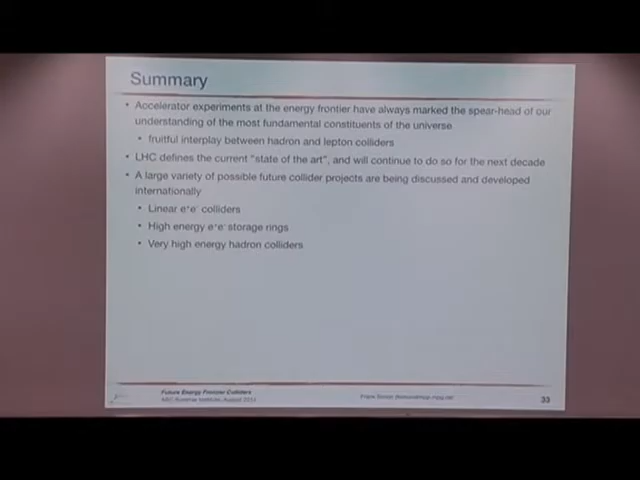 Summary
• Accelerator experiments at the energy frontier have always marked the spear-head of our
understanding of the most fundamental constituents of the universe
• fruitful interplay between hadron and lepton colliders
• LHC defines the current "state of the art", and will continue to do so for the next decade
• A large variety of possible future collider projects are being discussed and developed
internationally
• Linear e⁺e⁻ colliders
• High energy e⁺e⁻ storage rings
• Very high energy hadron colliders
Future Energy Frontier Colliders
Summer Institute, August
Frank Simon
33